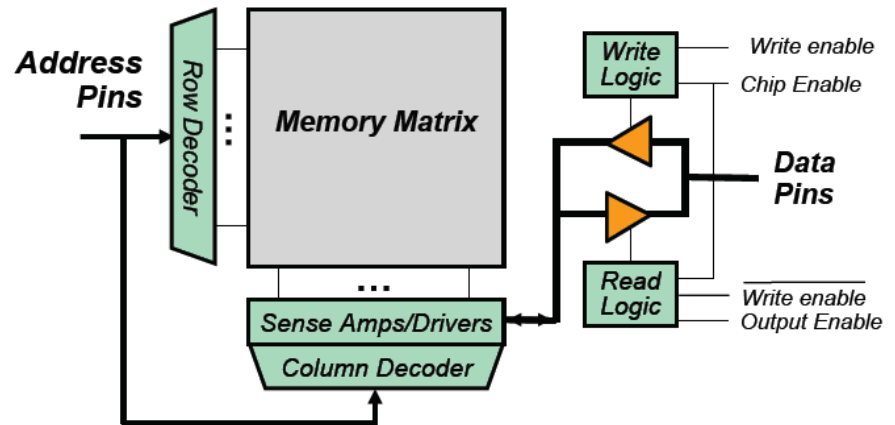 Address
Pins
Row Decoder
...
Memory Matrix
...
Sense Amps/Drivers
Column Decoder
Write
Logic
Write enable
Chip Enable
Data
Pins
Read
Logic
Write enable
Output Enable